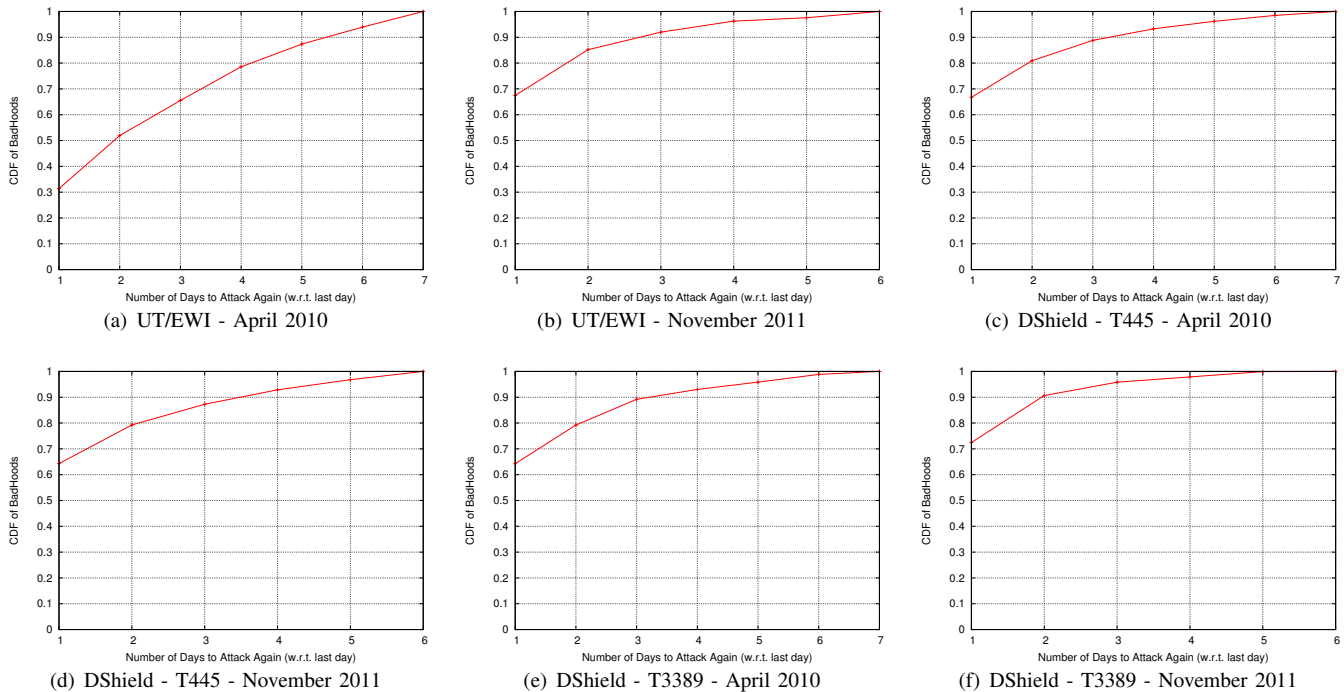 1
0.9
0.8
0.7
0.6
0.5
0.4
0.3
0.2
0.1
0
CDF of BadHoods
1 2 3 4 5 6 7
Number of Days to Attack Again (w.r.t. last day)
(a) UT/EWI - April 2010
1
0.9
0.8
0.7
0.6
0.5
0.4
0.3
0.2
0.1
0
CDF of BadHoods
1 2 3 4 5 6
Number of Days to Attack Again (w.r.t. last day)
(b) UT/EWI - November 2011
1
0.9
0.8
0.7
0.6
0.5
0.4
0.3
0.2
0.1
0
CDF of BadHoods
1 2 3 4 5 6 7
Number of Days to Attack Again (w.r.t. last day)
(c) DShield - T445 - April 2010
1
0.9
0.8
0.7
0.6
0.5
0.4
0.3
0.2
0.1
0
CDF of BadHoods
1 2 3 4 5 6
Number of Days to Attack Again (w.r.t. last day)
(d) DShield - T445 - November 2011
1
0.9
0.8
0.7
0.6
0.5
0.4
0.3
0.2
0.1
0
CDF of BadHoods
1 2 3 4 5 6 7
Number of Days to Attack Again (w.r.t. last day)
(e) DShield - T3389 - April 2010
1
0.9
0.8
0.7
0.6
0.5
0.4
0.3
0.2
0.1
0
CDF of BadHoods
1 2 3 4 5 6
Number of Days to Attack Again (w.r.t. last day)
(f) DShield - T3389 - November 2011